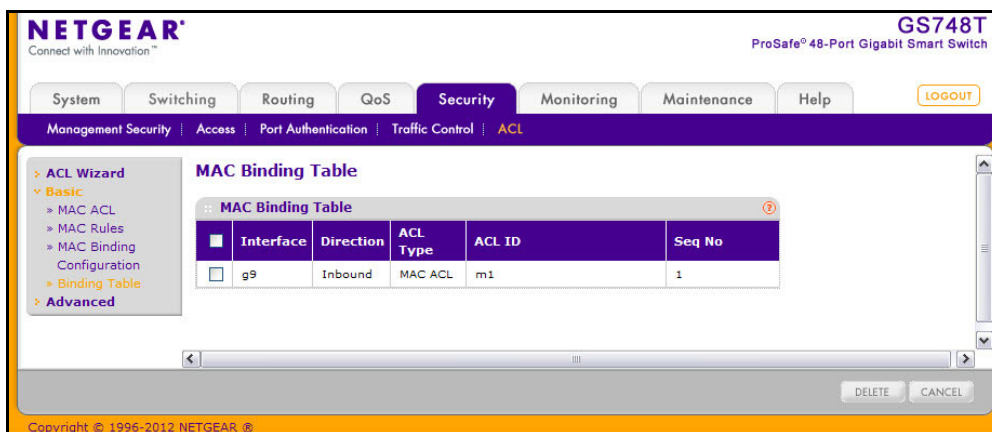 NETGEAR®
Connect with Innovation™
GS748T
ProSafe® 48-Port Gigabit Smart Switch
System Switching Routing QoS Security Monitoring Maintenance Help LOGOUT
Management Security Access Port Authentication Traffic Control ACL
ACL Wizard
Basic
MAC ACL
MAC Rules
MAC Binding
Configuration
Binding Table
Advanced
MAC Binding Table
MAC Binding Table
Interface Direction ACL Type ACL ID Seq No
g9 Inbound MAC ACL m1 1
DELETE CANCEL
Copyright © 1996-2012 NETGEAR ®